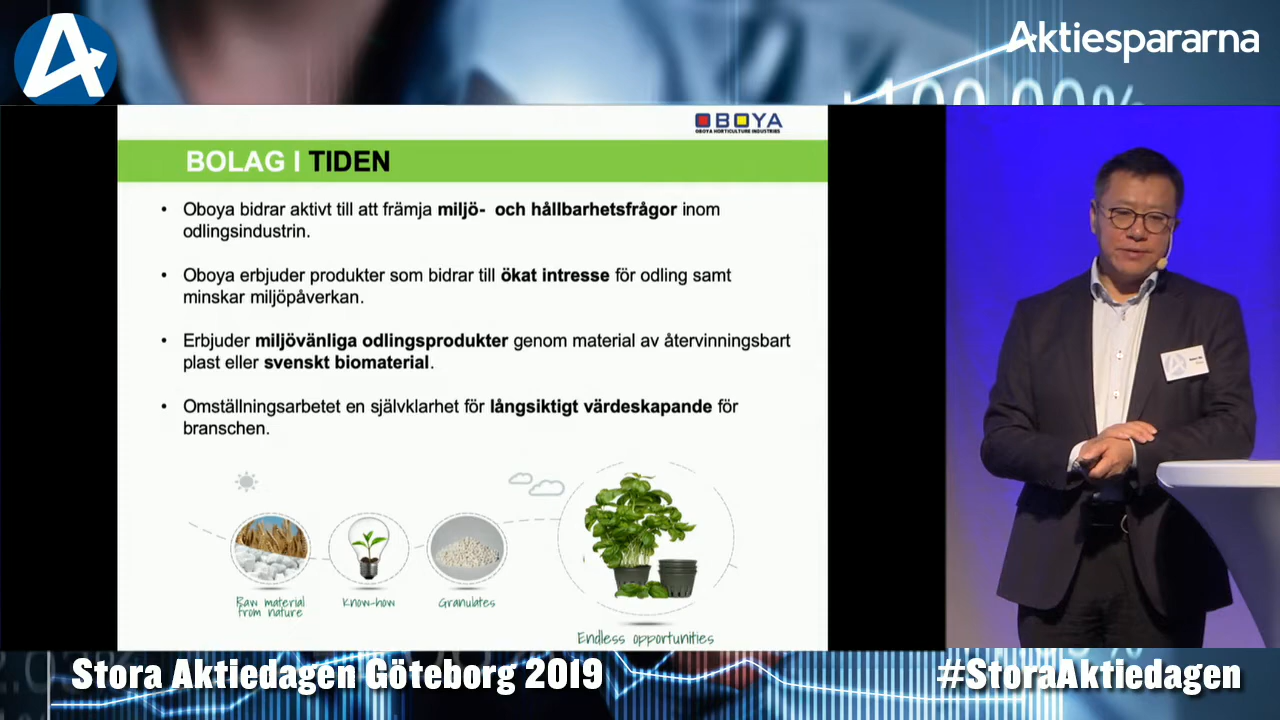 Aktiespararna
+100,00%
OBOYA
OBOYA HORTICULTURE INDUSTRIES
BOLAG I TIDEN
• Oboya bidrar aktivt till att främja miljö- och hållbarhetsfrågor inom
odlingsindustrin.
• Oboya erbjuder produkter som bidrar till ökat intresse för odling samt
minskar miljöpåverkan.
• Erbjuder miljövänliga odlingsprodukter genom material av återvinningsbart
plast eller svenskt biomaterial.
• Omställningsarbetet en självklarhet för långsiktigt värdeskapande för
branschen.
Raw material
from nature
Know-how
Granulates
Endless opportunities
Stora Aktiedagen Göteborg 2019
#StoraAktiedagen